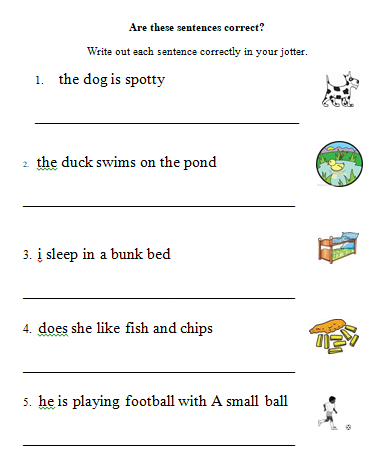 Are these sentences correct?
Write out each sentence correctly in your jotter.
1. the dog is spotty
2. the duck swims on the pond
3. i sleep in a bunk bed
4. does she like fish and chips
5. he is playing football with A small ball